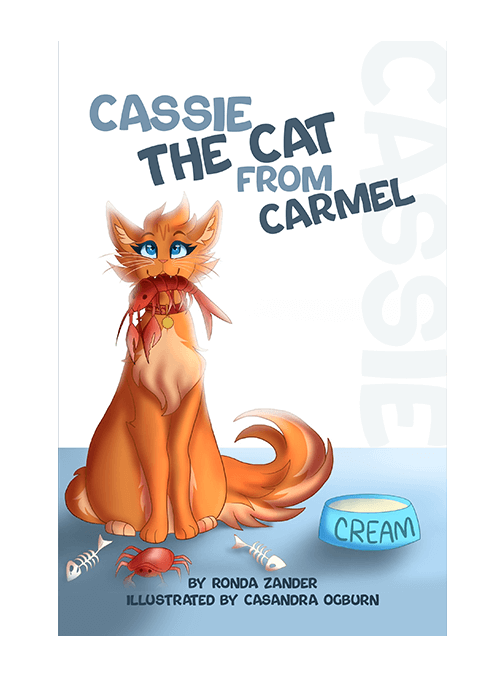 CASSIE
THE CAT
FROM
CARMEL
CASSIE
CREAM
BY RONDA ZANDER
ILLUSTRATED BY CASANDRA OGBURN